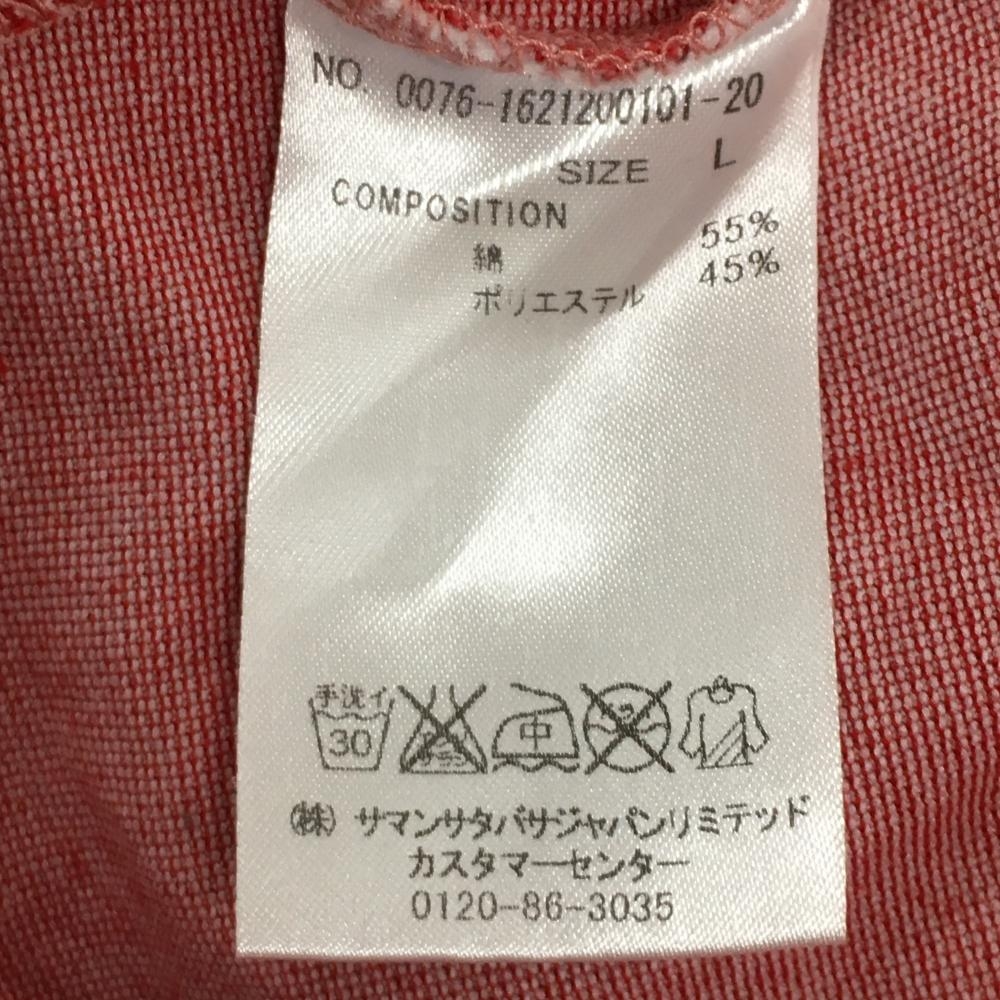 NO. 0076-1621200101-20
SIZE L
COMPOSITION
綿 55%
ポリエステル 45%
手洗イ
30
中
㈱ サマンサタバサジャパンリミテッド
カスタマーセンター
0120-86-3035